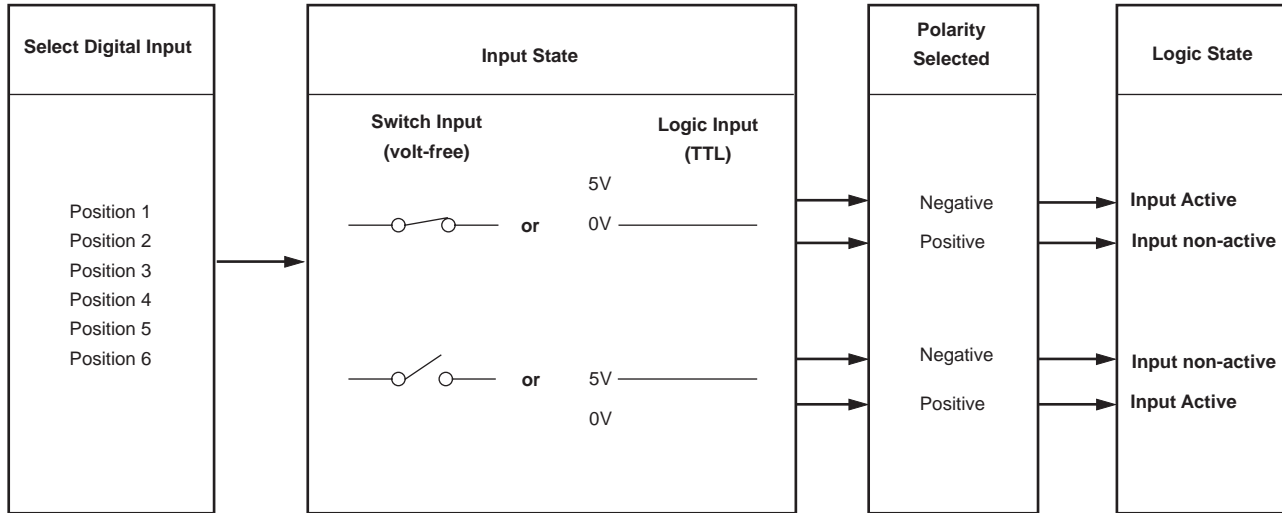 Select Digital Input
Position 1
Position 2
Position 3
Position 4
Position 5
Position 6
Input State
Switch Input
(volt-free)
Logic Input
(TTL)
5V
or
0V
or
5V
0V
Polarity
Selected
Negative
Positive
Negative
Positive
Logic State
Input Active
Input non-active
Input non-active
Input Active